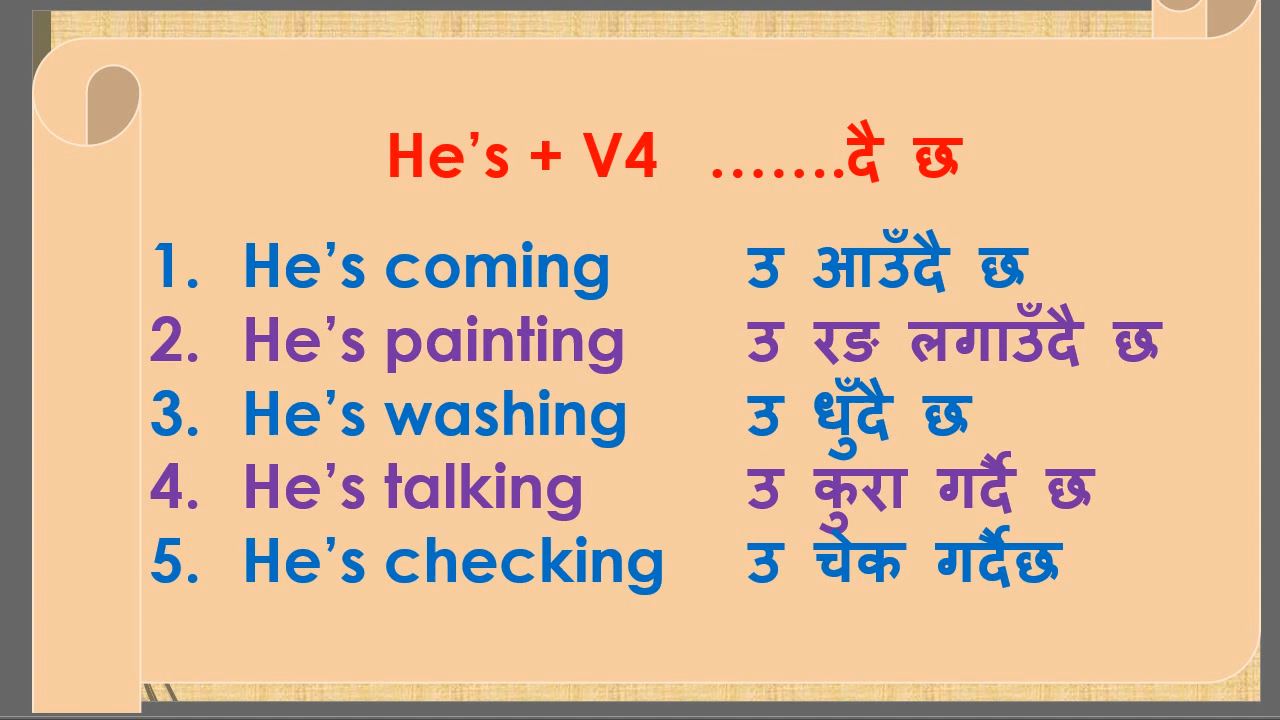 He’s + V4 …….दै छ
1. He’s coming उ आउँदै छ
2. He’s painting उ रङ लगाउँदै छ
3. He’s washing उ धुँदै छ
4. He’s talking उ कुरा गर्दै छ
5. He’s checking उ चेक गर्दैछ